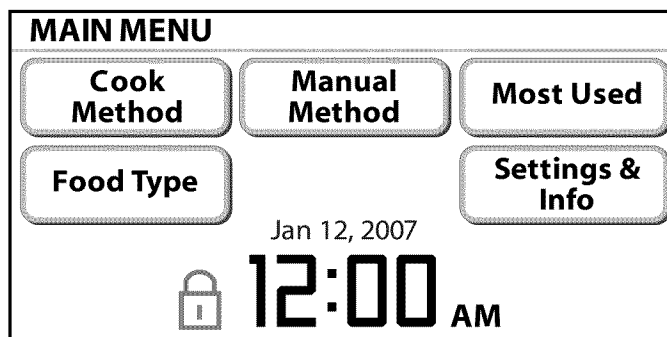 MAIN MENU
Cook
Method
Manual
Method
Most Used
Food Type
Settings &
Info
Jan 12, 2007
12:00 AM